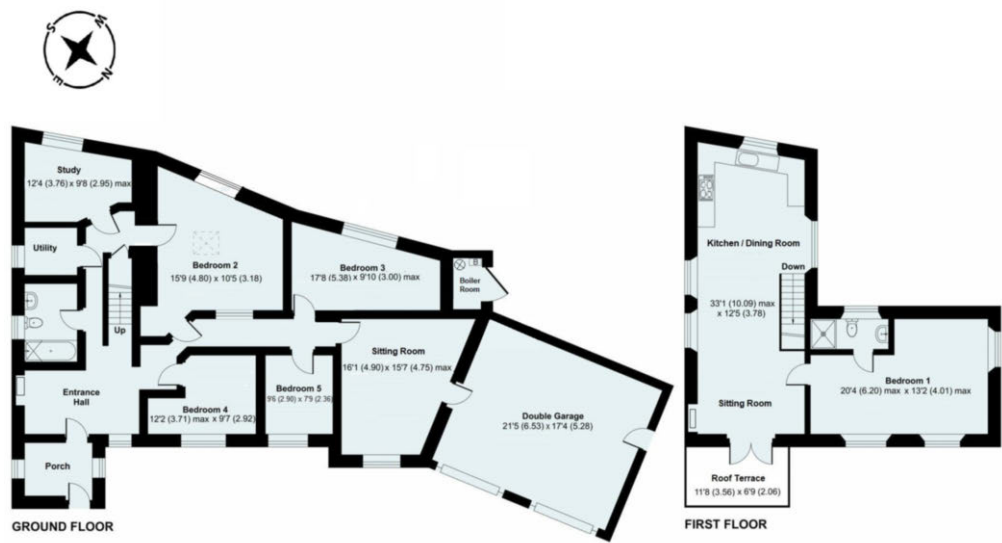 S
W
E
N
Study
12'4 (3.76) x 9'8 (2.95) max
Utility
Bedroom 2
15'9 (4.80) x 10'5 (3.18)
Bedroom 3
17'8 (5.38) x 9'10 (3.00) max
Boiler
Room
Up
Sitting Room
16'1 (4.90) x 15'7 (4.75) max
Entrance
Hall
Bedroom 4
12'2 (3.71) max x 9'7 (2.92)
Bedroom 5
9'6 (2.90) x 7'9 (2.36)
Double Garage
21'5 (6.53) x 17'4 (5.28)
Porch
GROUND FLOOR
Kitchen / Dining Room
Down
33'1 (10.09) max
x 12'5 (3.78)
Bedroom 1
20'4 (6.20) x 13'2 (4.01) max
Sitting Room
Roof Terrace
11'8 (3.56) x 6'9 (2.06)
FIRST FLOOR